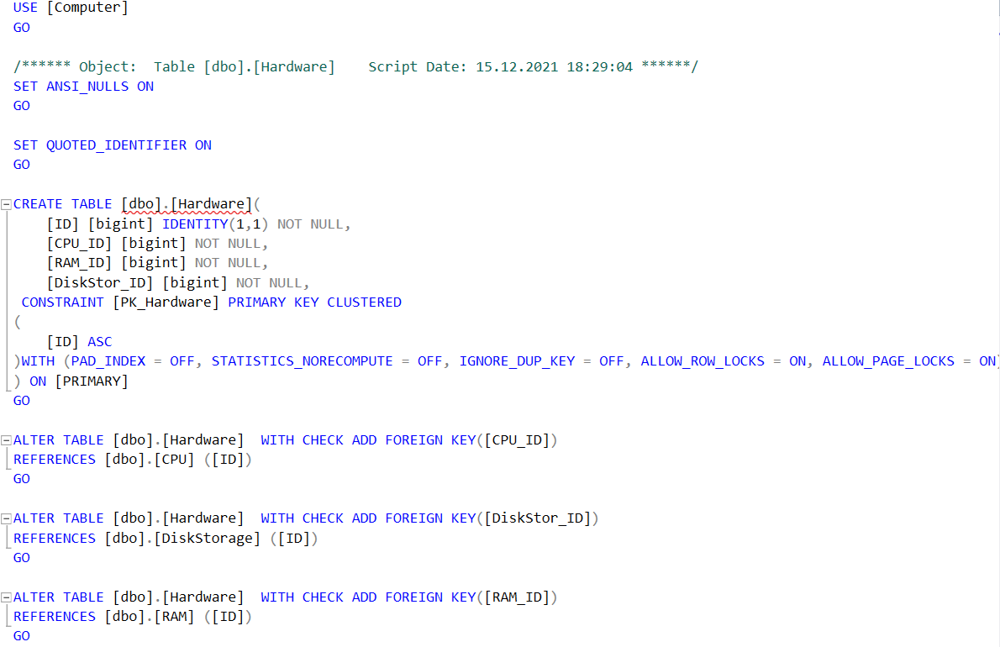 USE [Computer]
GO
/****** Object:  Table [dbo].[Hardware]    Script Date: 15.12.2021 18:29:04 ******/
SET ANSI_NULLS ON
GO
SET QUOTED_IDENTIFIER ON
GO
CREATE TABLE [dbo].[Hardware](
    [ID] [bigint] IDENTITY(1,1) NOT NULL,
    [CPU_ID] [bigint] NOT NULL,
    [RAM_ID] [bigint] NOT NULL,
    [DiskStor_ID] [bigint] NOT NULL,
 CONSTRAINT [PK_Hardware] PRIMARY KEY CLUSTERED
(
    [ID] ASC
)WITH (PAD_INDEX = OFF, STATISTICS_NORECOMPUTE = OFF, IGNORE_DUP_KEY = OFF, ALLOW_ROW_LOCKS = ON, ALLOW_PAGE_LOCKS = ON)
) ON [PRIMARY]
GO
ALTER TABLE [dbo].[Hardware]  WITH CHECK ADD FOREIGN KEY([CPU_ID])
REFERENCES [dbo].[CPU] ([ID])
GO
ALTER TABLE [dbo].[Hardware]  WITH CHECK ADD FOREIGN KEY([DiskStor_ID])
REFERENCES [dbo].[DiskStorage] ([ID])
GO
ALTER TABLE [dbo].[Hardware]  WITH CHECK ADD FOREIGN KEY([RAM_ID])
REFERENCES [dbo].[RAM] ([ID])
GO